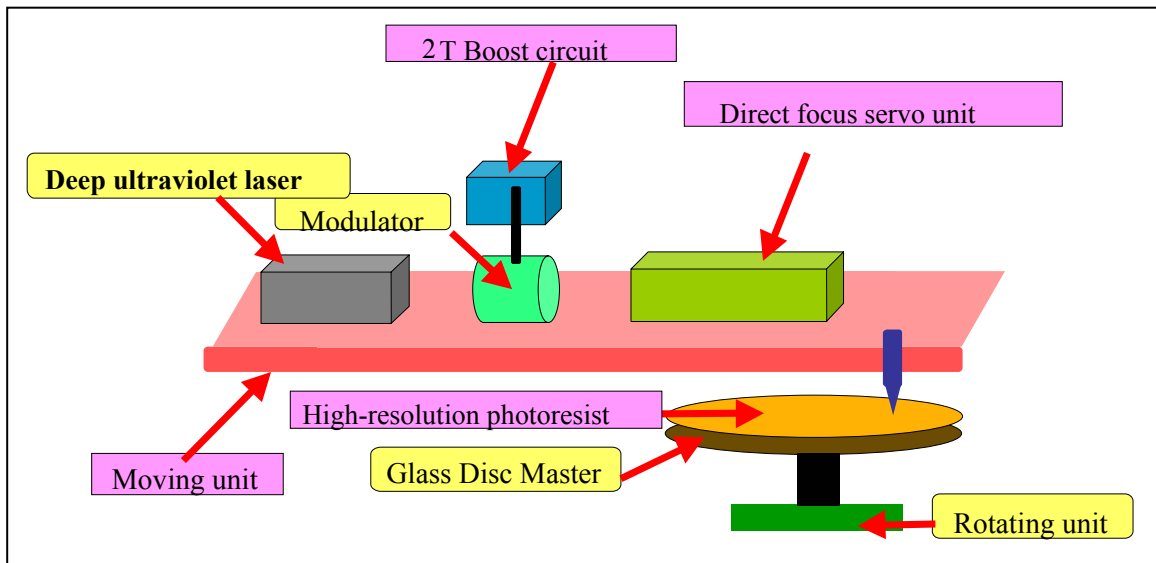 2T Boost circuit
Direct focus servo unit
Deep ultraviolet laser
Modulator
High-resolution photoresist
Moving unit
Glass Disc Master
Rotating unit